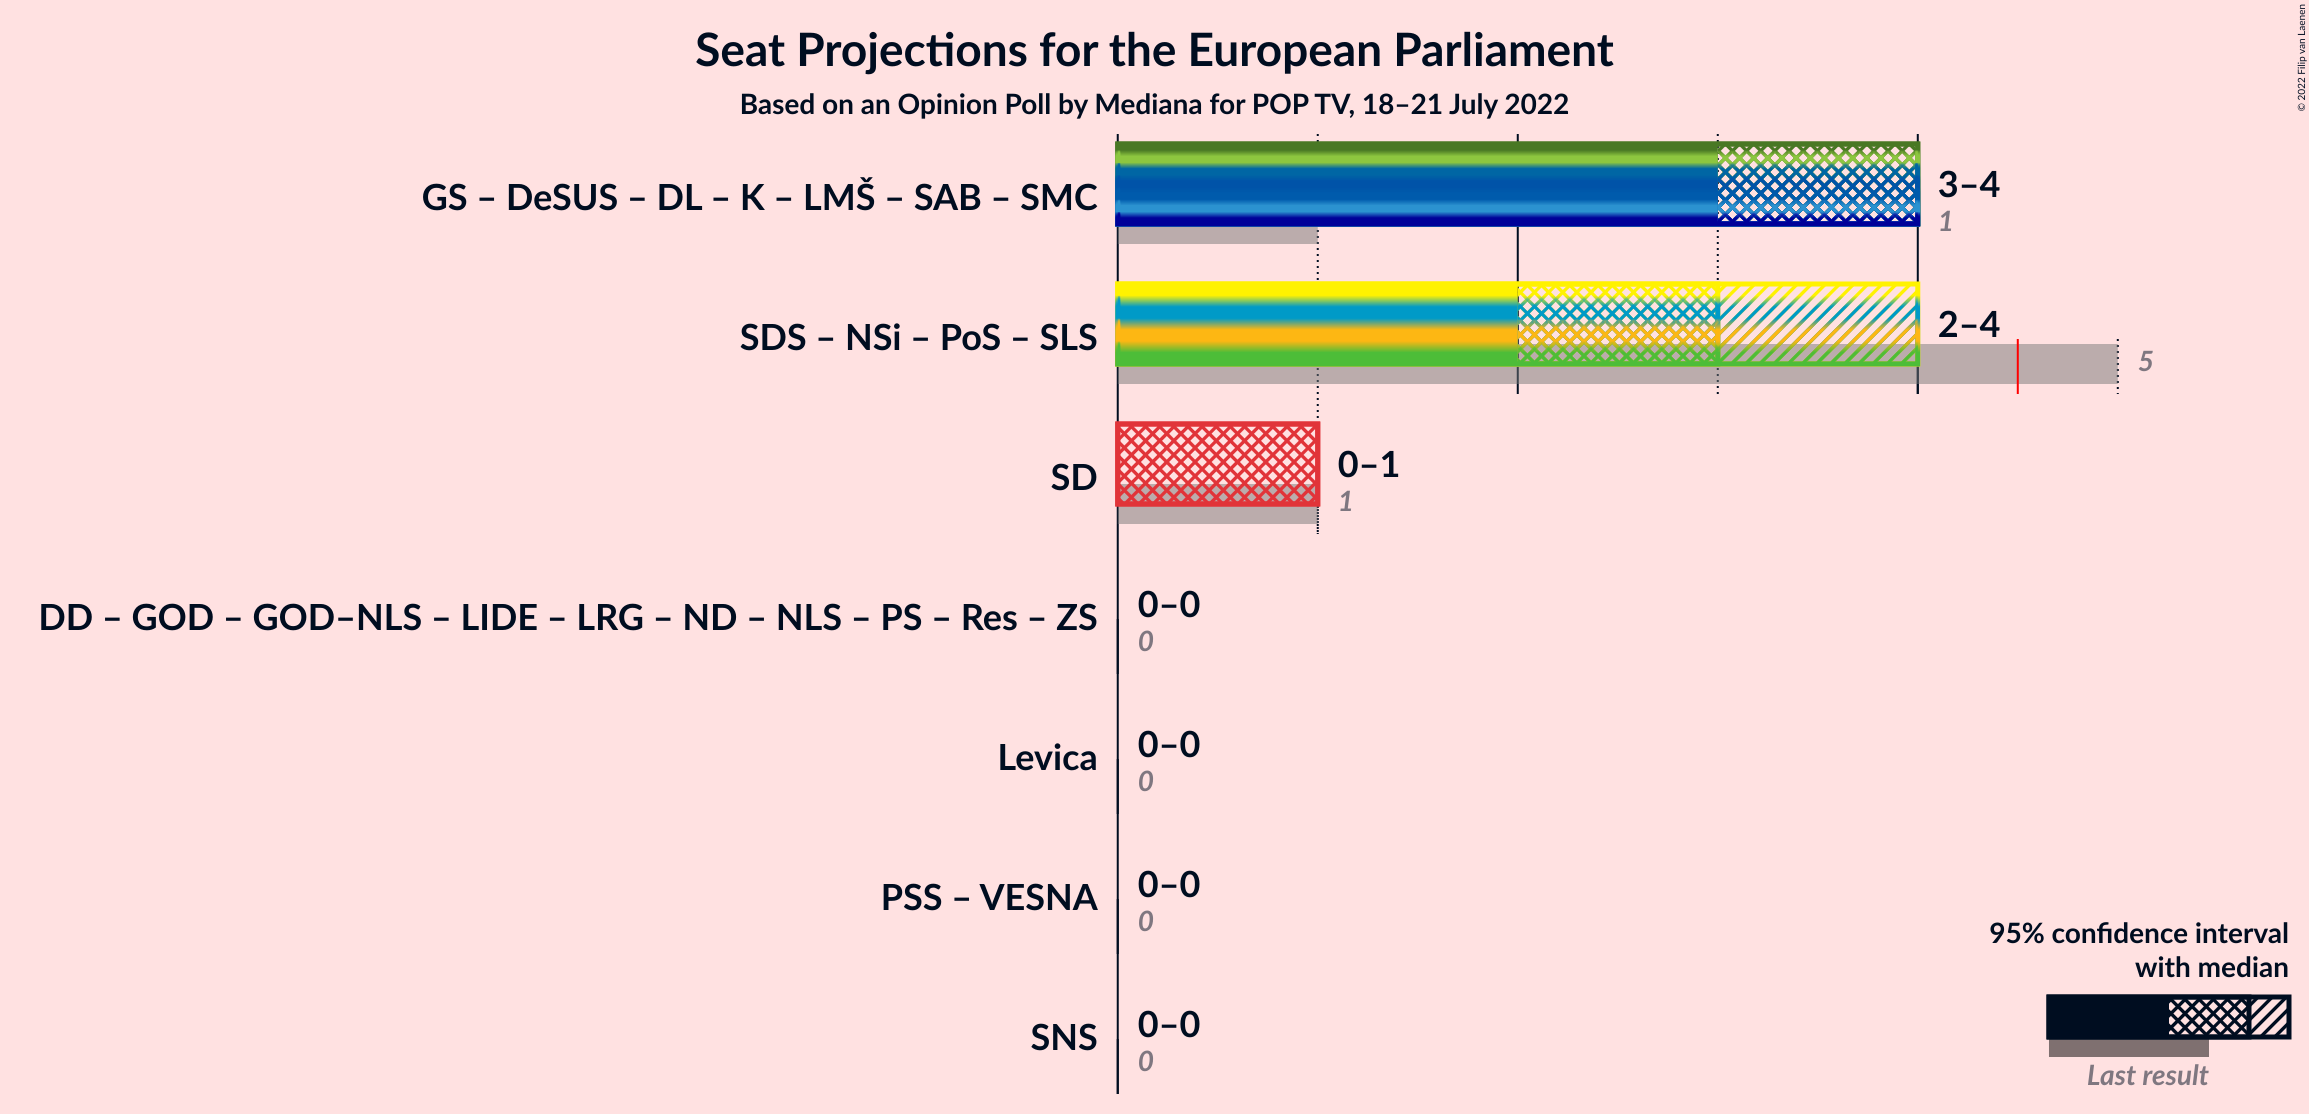 Seat Projections for the European Parliament
Based on an Opinion Poll by Mediana for POP TV, 18–21 July 2022
© 2022 Filip van Laenen
GS – DeSUS – DL – K – LMŠ – SAB – SMC
3–4
1
SDS – NSi – PoS – SLS
2–4
5
SD
0–1
1
DD – GOD – GOD–NLS – LIDE – LRG – ND – NLS – PS – Res – ZS
0–0
0
Levica
0–0
0
PSS – VESNA
0–0
0
SNS
0–0
0
95% confidence interval
with median
Last result